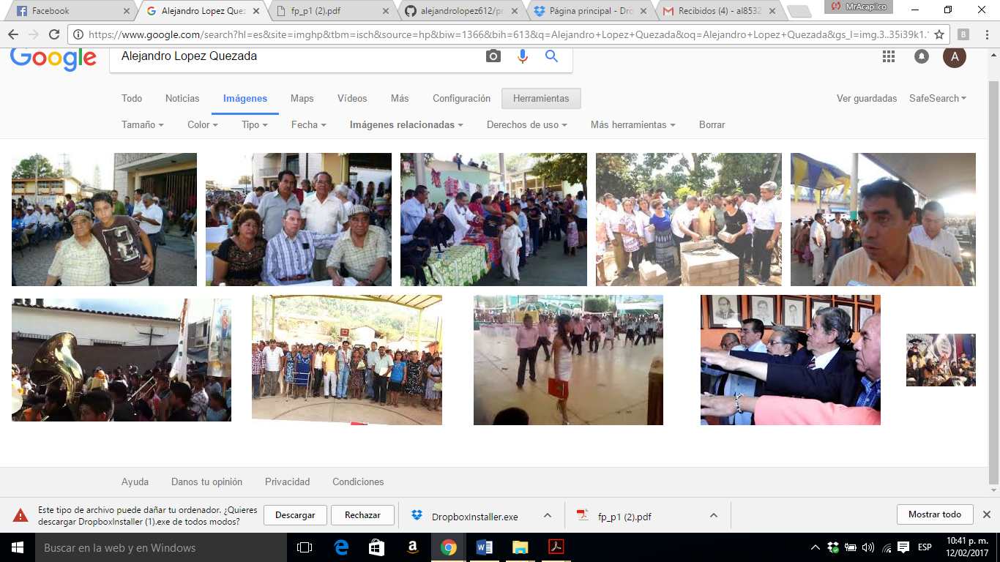 Facebook
Alejandro Lopez Quez
fp_p1 (2).pdf
alejandrolopez612/pr
Página principal - Dro
Recibidos (4) - al8532
MrAcapilco
https://www.google.com/search?hl=es&site=imghp&tbm=isch&source=hp&biw=1366&bih=613&q=Alejandro+Lopez+Quezada&oq=Alejandro+Lopez+Quezada&gs_l=img.3..35i39k1.
Google
Alejandro Lopez Quezada
A
Todo Noticias Imágenes Maps Vídeos Más Configuración Herramientas Ver guardadas SafeSearch
Tamaño Color Tipo Fecha Imágenes relacionadas Derechos de uso Más herramientas Borrar
Ayuda Danos tu opinión Privacidad Condiciones
Este tipo de archivo puede dañar tu ordenador. ¿Quieres
descargar DropboxInstaller (1).exe de todos modos?
Descargar
Rechazar
DropboxInstaller.exe
fp_p1 (2).pdf
Mostrar todo
Buscar en la web y en Windows
ESP
10:41 p. m.
12/02/2017